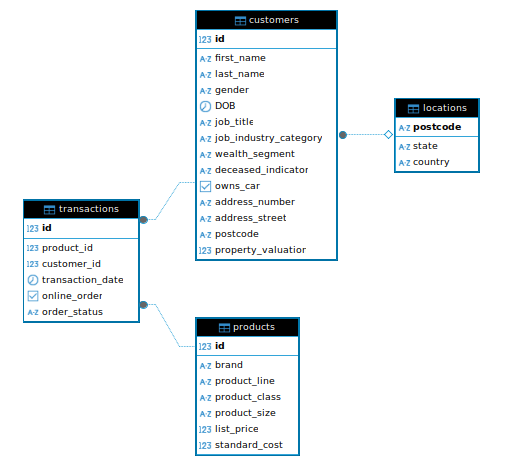 customers
123 id
A-Z first_name
A-Z last_name
A-Z gender
DOB
A-Z job_title
A-Z job_industry_category
A-Z wealth_segment
A-Z deceased_indicator
owns_car
A-Z address_number
A-Z address_street
A-Z postcode
123 property_valuation
locations
A-Z postcode
A-Z state
A-Z country
transactions
123 id
123 product_id
123 customer_id
transaction_date
online_order
A-Z order_status
products
123 id
A-Z brand
A-Z product_line
A-Z product_class
A-Z product_size
123 list_price
123 standard_cost